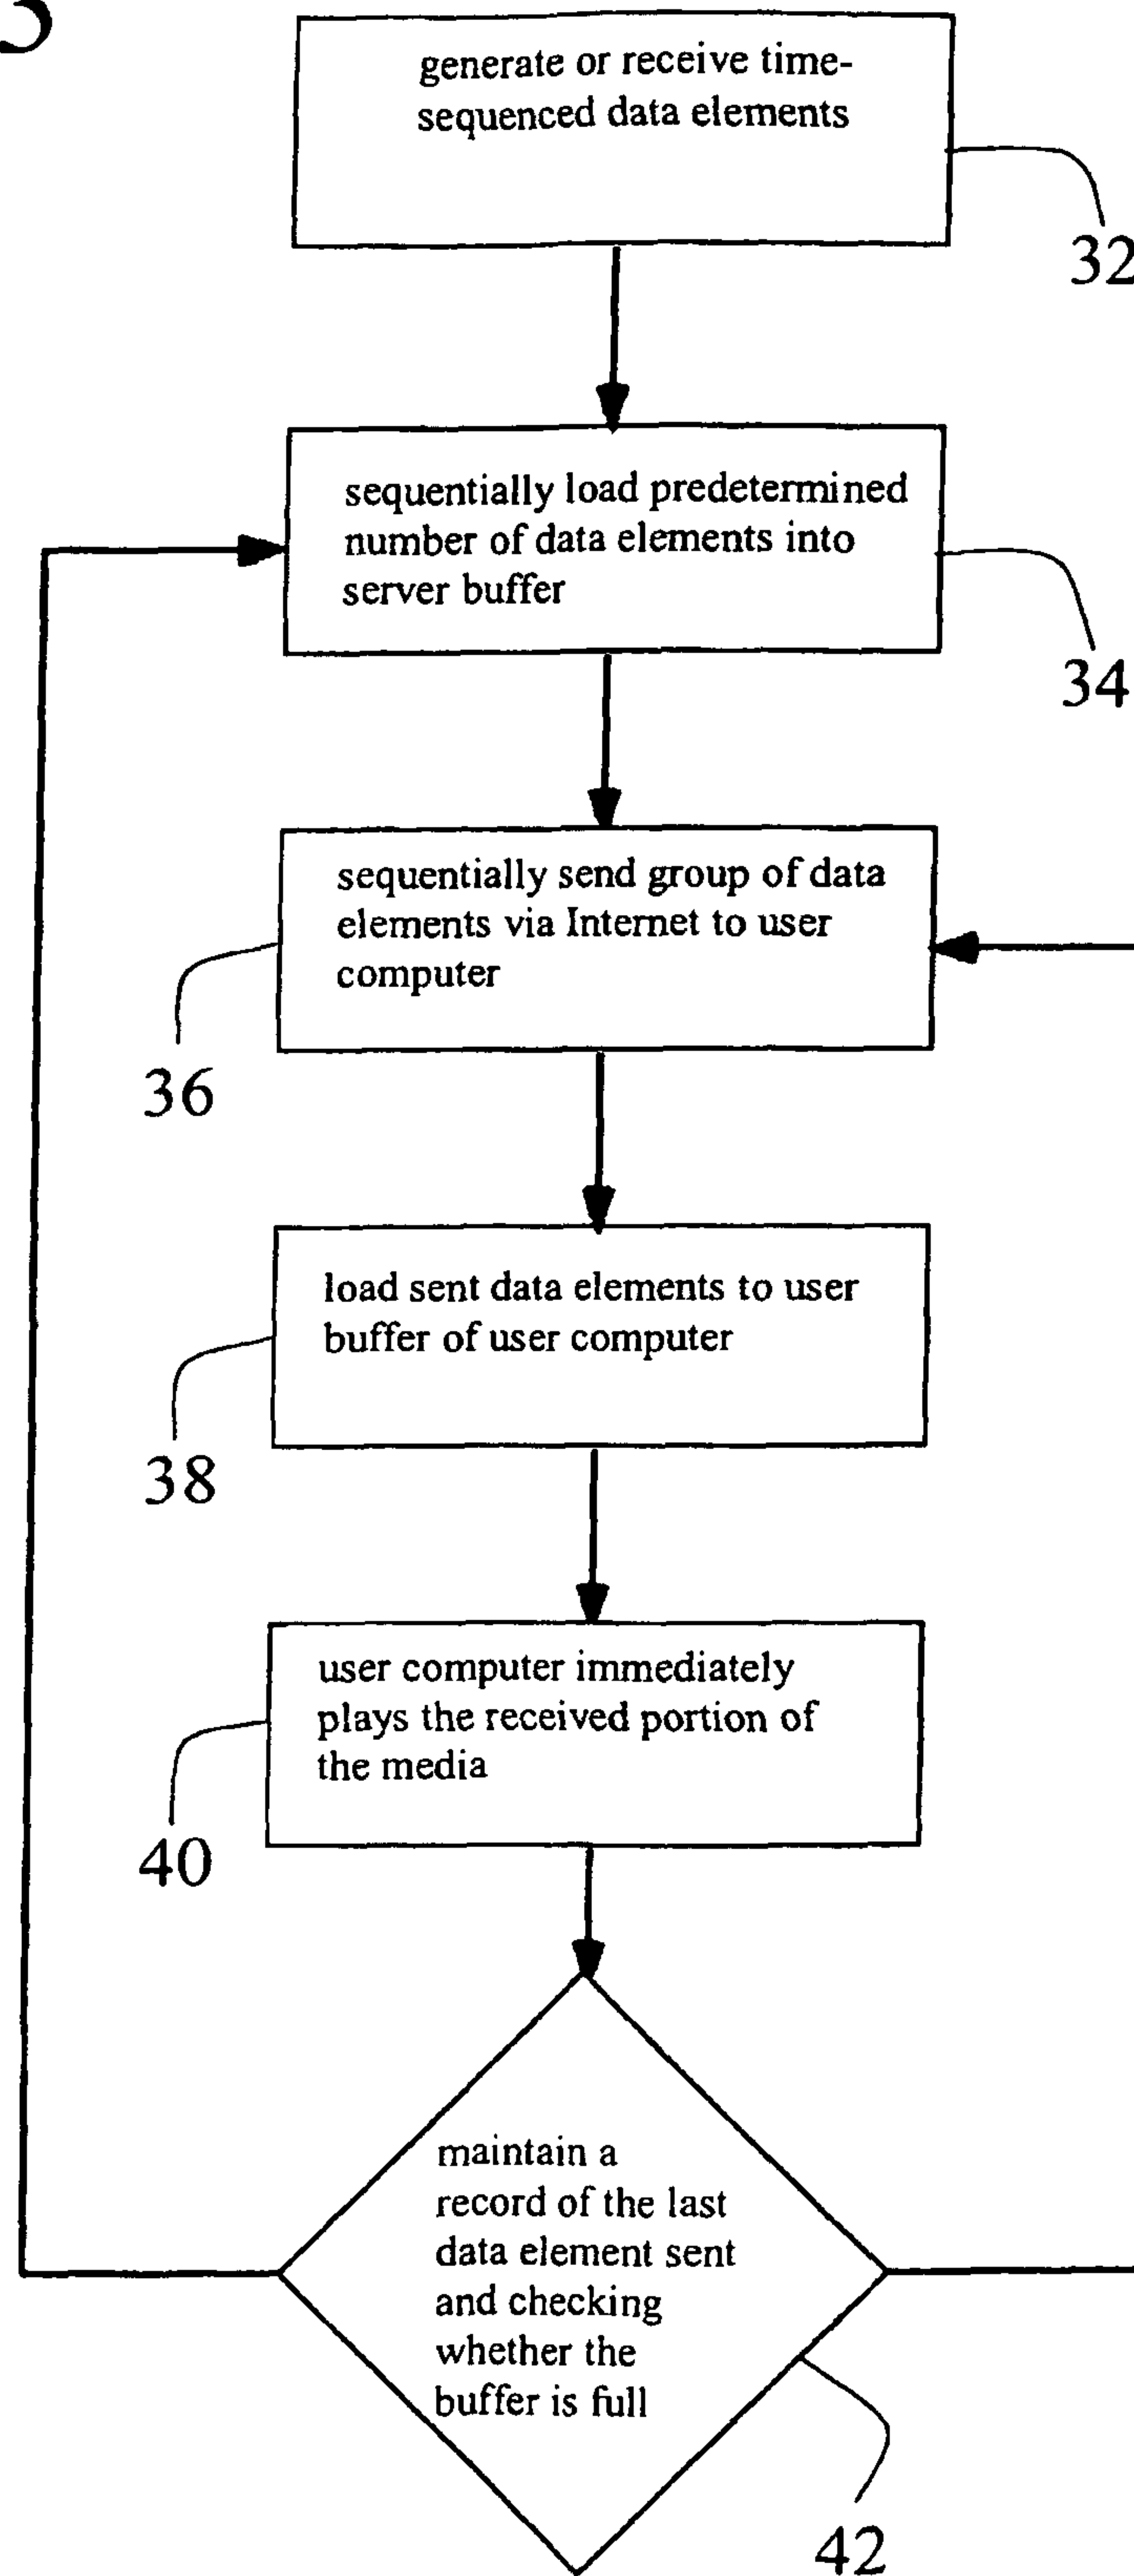 generate or receive time-
sequenced data elements
32
sequentially load predetermined
number of data elements into
server buffer
34
sequentially send group of data
elements via Internet to user
computer
36
load sent data elements to user
buffer of user computer
38
user computer immediately
plays the received portion of
the media
40
maintain a
record of the last
data element sent
and checking
whether the
buffer is full
42